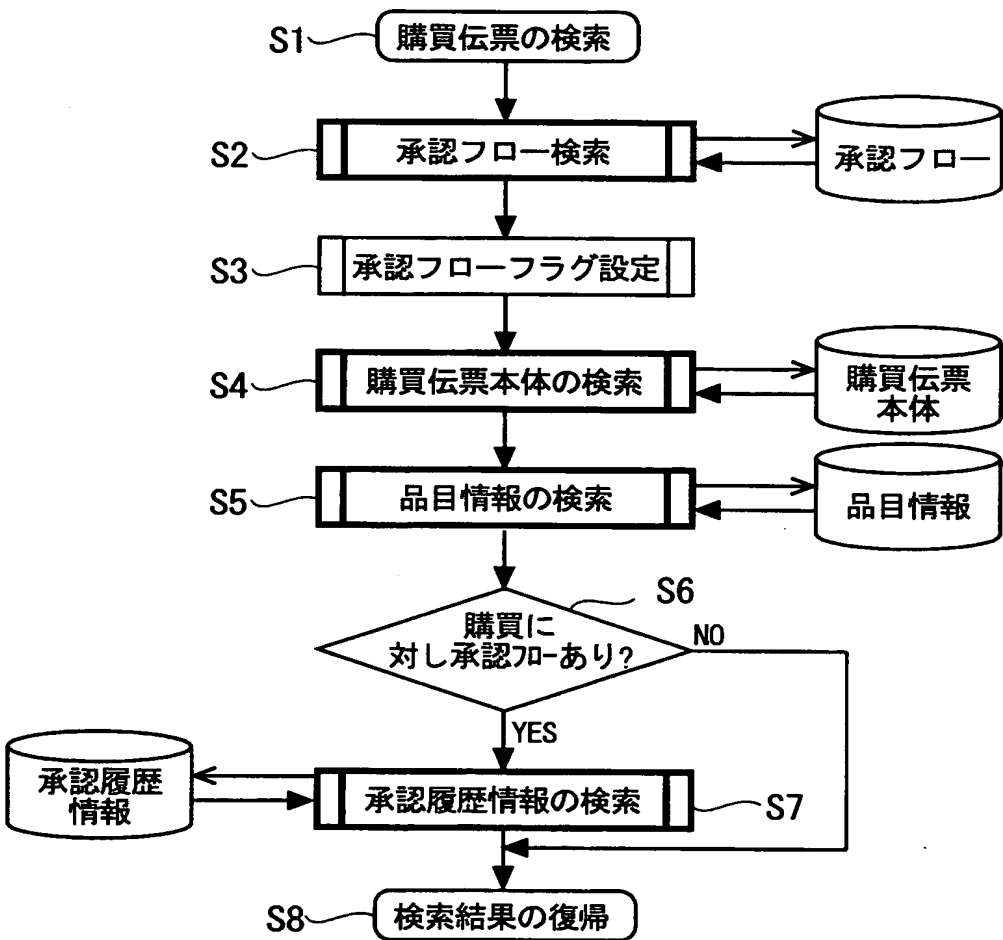 S1
購買伝票の検索
S2
承認フロー検索
承認フロー
S3
承認フローフラグ設定
S4
購買伝票本体の検索
購買伝票
本体
S5
品目情報の検索
品目情報
S6
購買に
対し承認ﾌﾛｰあり?
NO
YES
承認履歴
情報
承認履歴情報の検索
S7
S8
検索結果の復帰